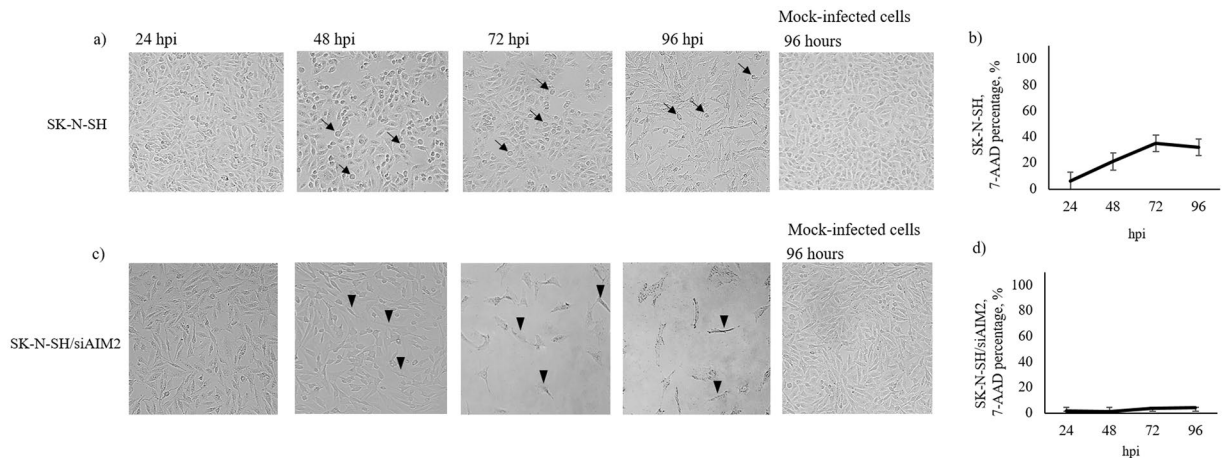 a)
24 hpi
48 hpi
72 hpi
96 hpi
Mock-infected cells
96 hours
SK-N-SH
b)
SK-N-SH,
7-AAD percentage, %
100
80
60
40
20
0
24 48 72 96
hpi
c)
Mock-infected cells
96 hours
SK-N-SH/siAIM2
d)
SK-N-SH/siAIM2,
7-AAD percentage, %
100
80
60
40
20
0
24 48 72 96
hpi